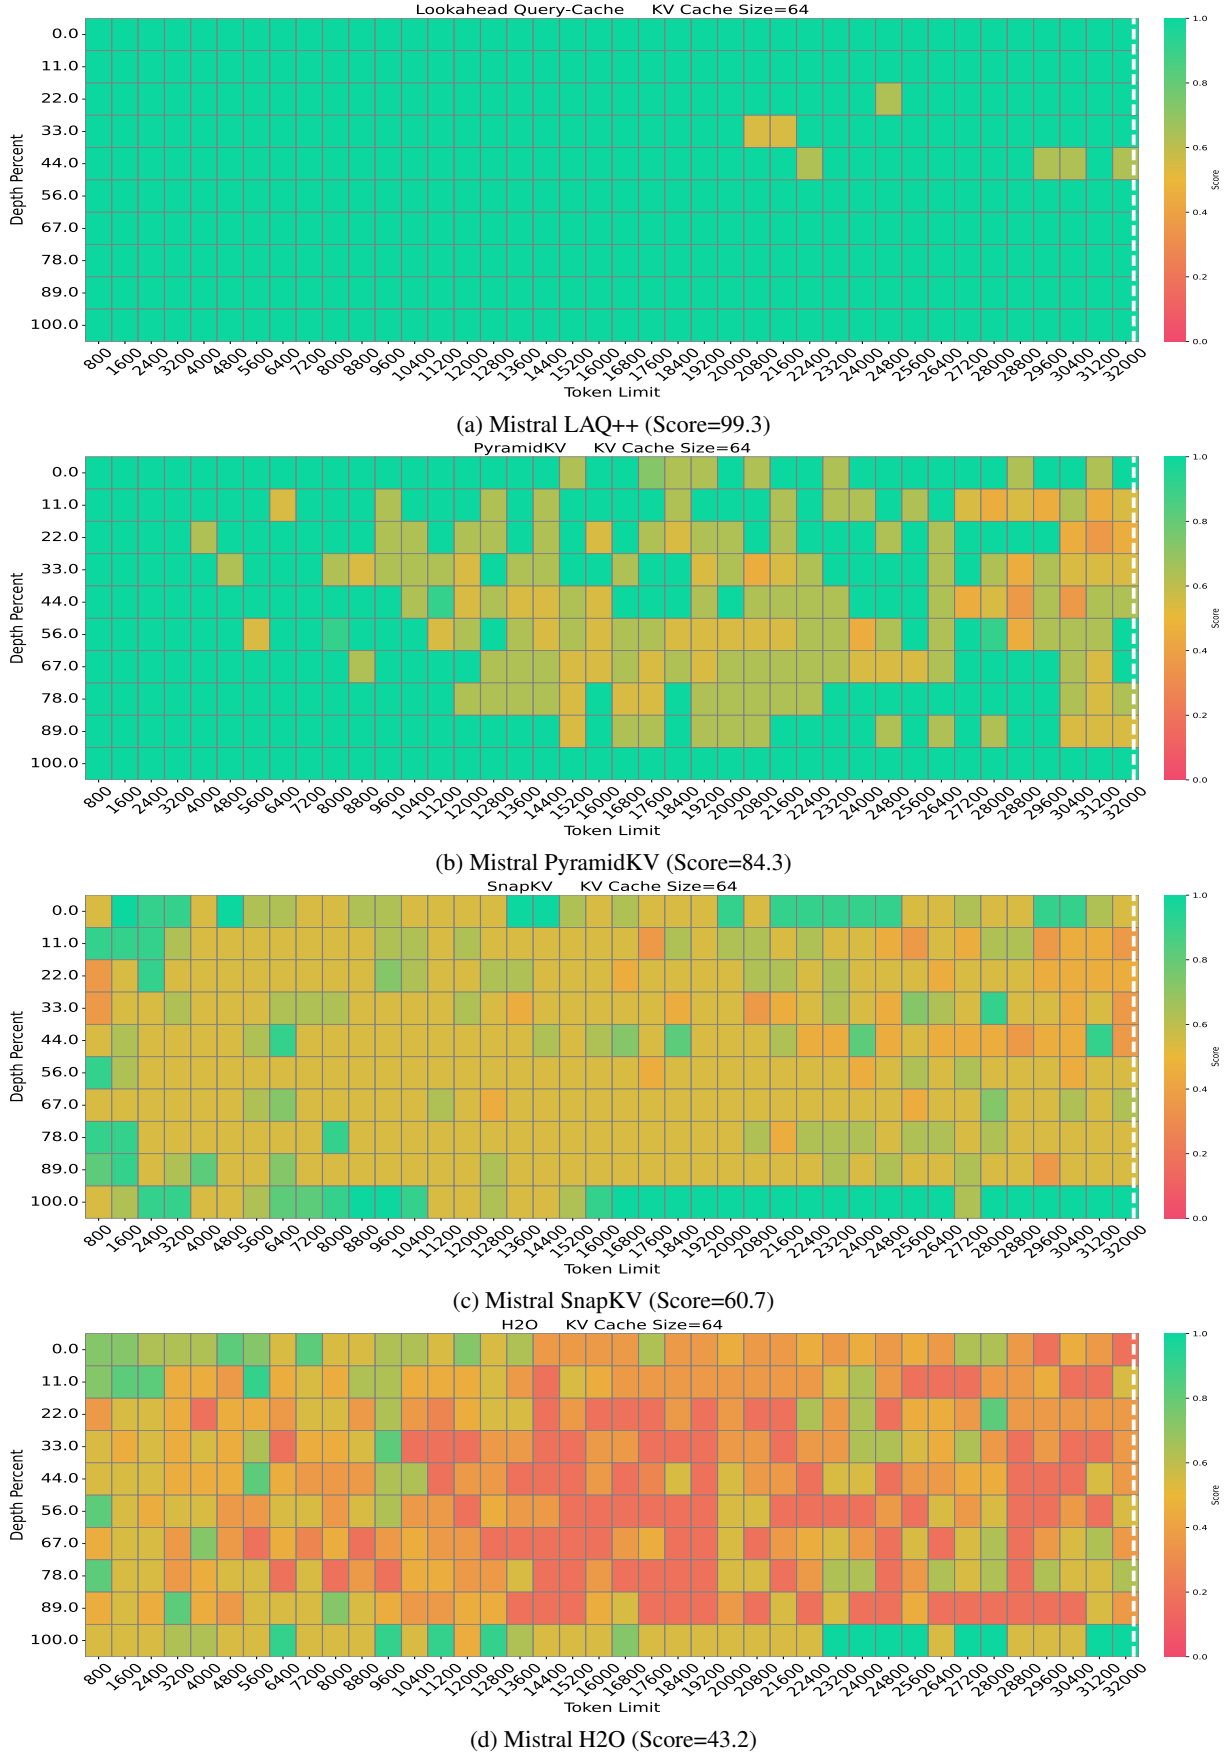 Lookahead Query-Cache KV Cache Size=64
Depth Percent
0.0
11.0
22.0
33.0
44.0
56.0
67.0
78.0
89.0
100.0
800 1600 2400 3200 4000 4800 5600 6400 7200 8000 8800 9600 10400 11200 12000 12800 13600 14400 15200 16000 16800 17600 18400 19200 20000 20800 21600 22400 23200 24000 24800 25600 26400 27200 28000 28800 29600 30400 31200 32000
Token Limit
1.0
0.8
0.6
0.4
0.2
0.0
Score
(a) Mistral LAQ++ (Score=99.3)
PyramidKV KV Cache Size=64
Depth Percent
0.0
11.0
22.0
33.0
44.0
56.0
67.0
78.0
89.0
100.0
800 1600 2400 3200 4000 4800 5600 6400 7200 8000 8800 9600 10400 11200 12000 12800 13600 14400 15200 16000 16800 17600 18400 19200 20000 20800 21600 22400 23200 24000 24800 25600 26400 27200 28000 28800 29600 30400 31200 32000
Token Limit
1.0
0.8
0.6
0.4
0.2
0.0
Score
(b) Mistral PyramidKV (Score=84.3)
SnapKV KV Cache Size=64
Depth Percent
0.0
11.0
22.0
33.0
44.0
56.0
67.0
78.0
89.0
100.0
800 1600 2400 3200 4000 4800 5600 6400 7200 8000 8800 9600 10400 11200 12000 12800 13600 14400 15200 16000 16800 17600 18400 19200 20000 20800 21600 22400 23200 24000 24800 25600 26400 27200 28000 28800 29600 30400 31200 32000
Token Limit
1.0
0.8
0.6
0.4
0.2
0.0
Score
(c) Mistral SnapKV (Score=60.7)
H2O KV Cache Size=64
Depth Percent
0.0
11.0
22.0
33.0
44.0
56.0
67.0
78.0
89.0
100.0
800 1600 2400 3200 4000 4800 5600 6400 7200 8000 8800 9600 10400 11200 12000 12800 13600 14400 15200 16000 16800 17600 18400 19200 20000 20800 21600 22400 23200 24000 24800 25600 26400 27200 28000 28800 29600 30400 31200 32000
Token Limit
1.0
0.8
0.6
0.4
0.2
0.0
Score
(d) Mistral H2O (Score=43.2)